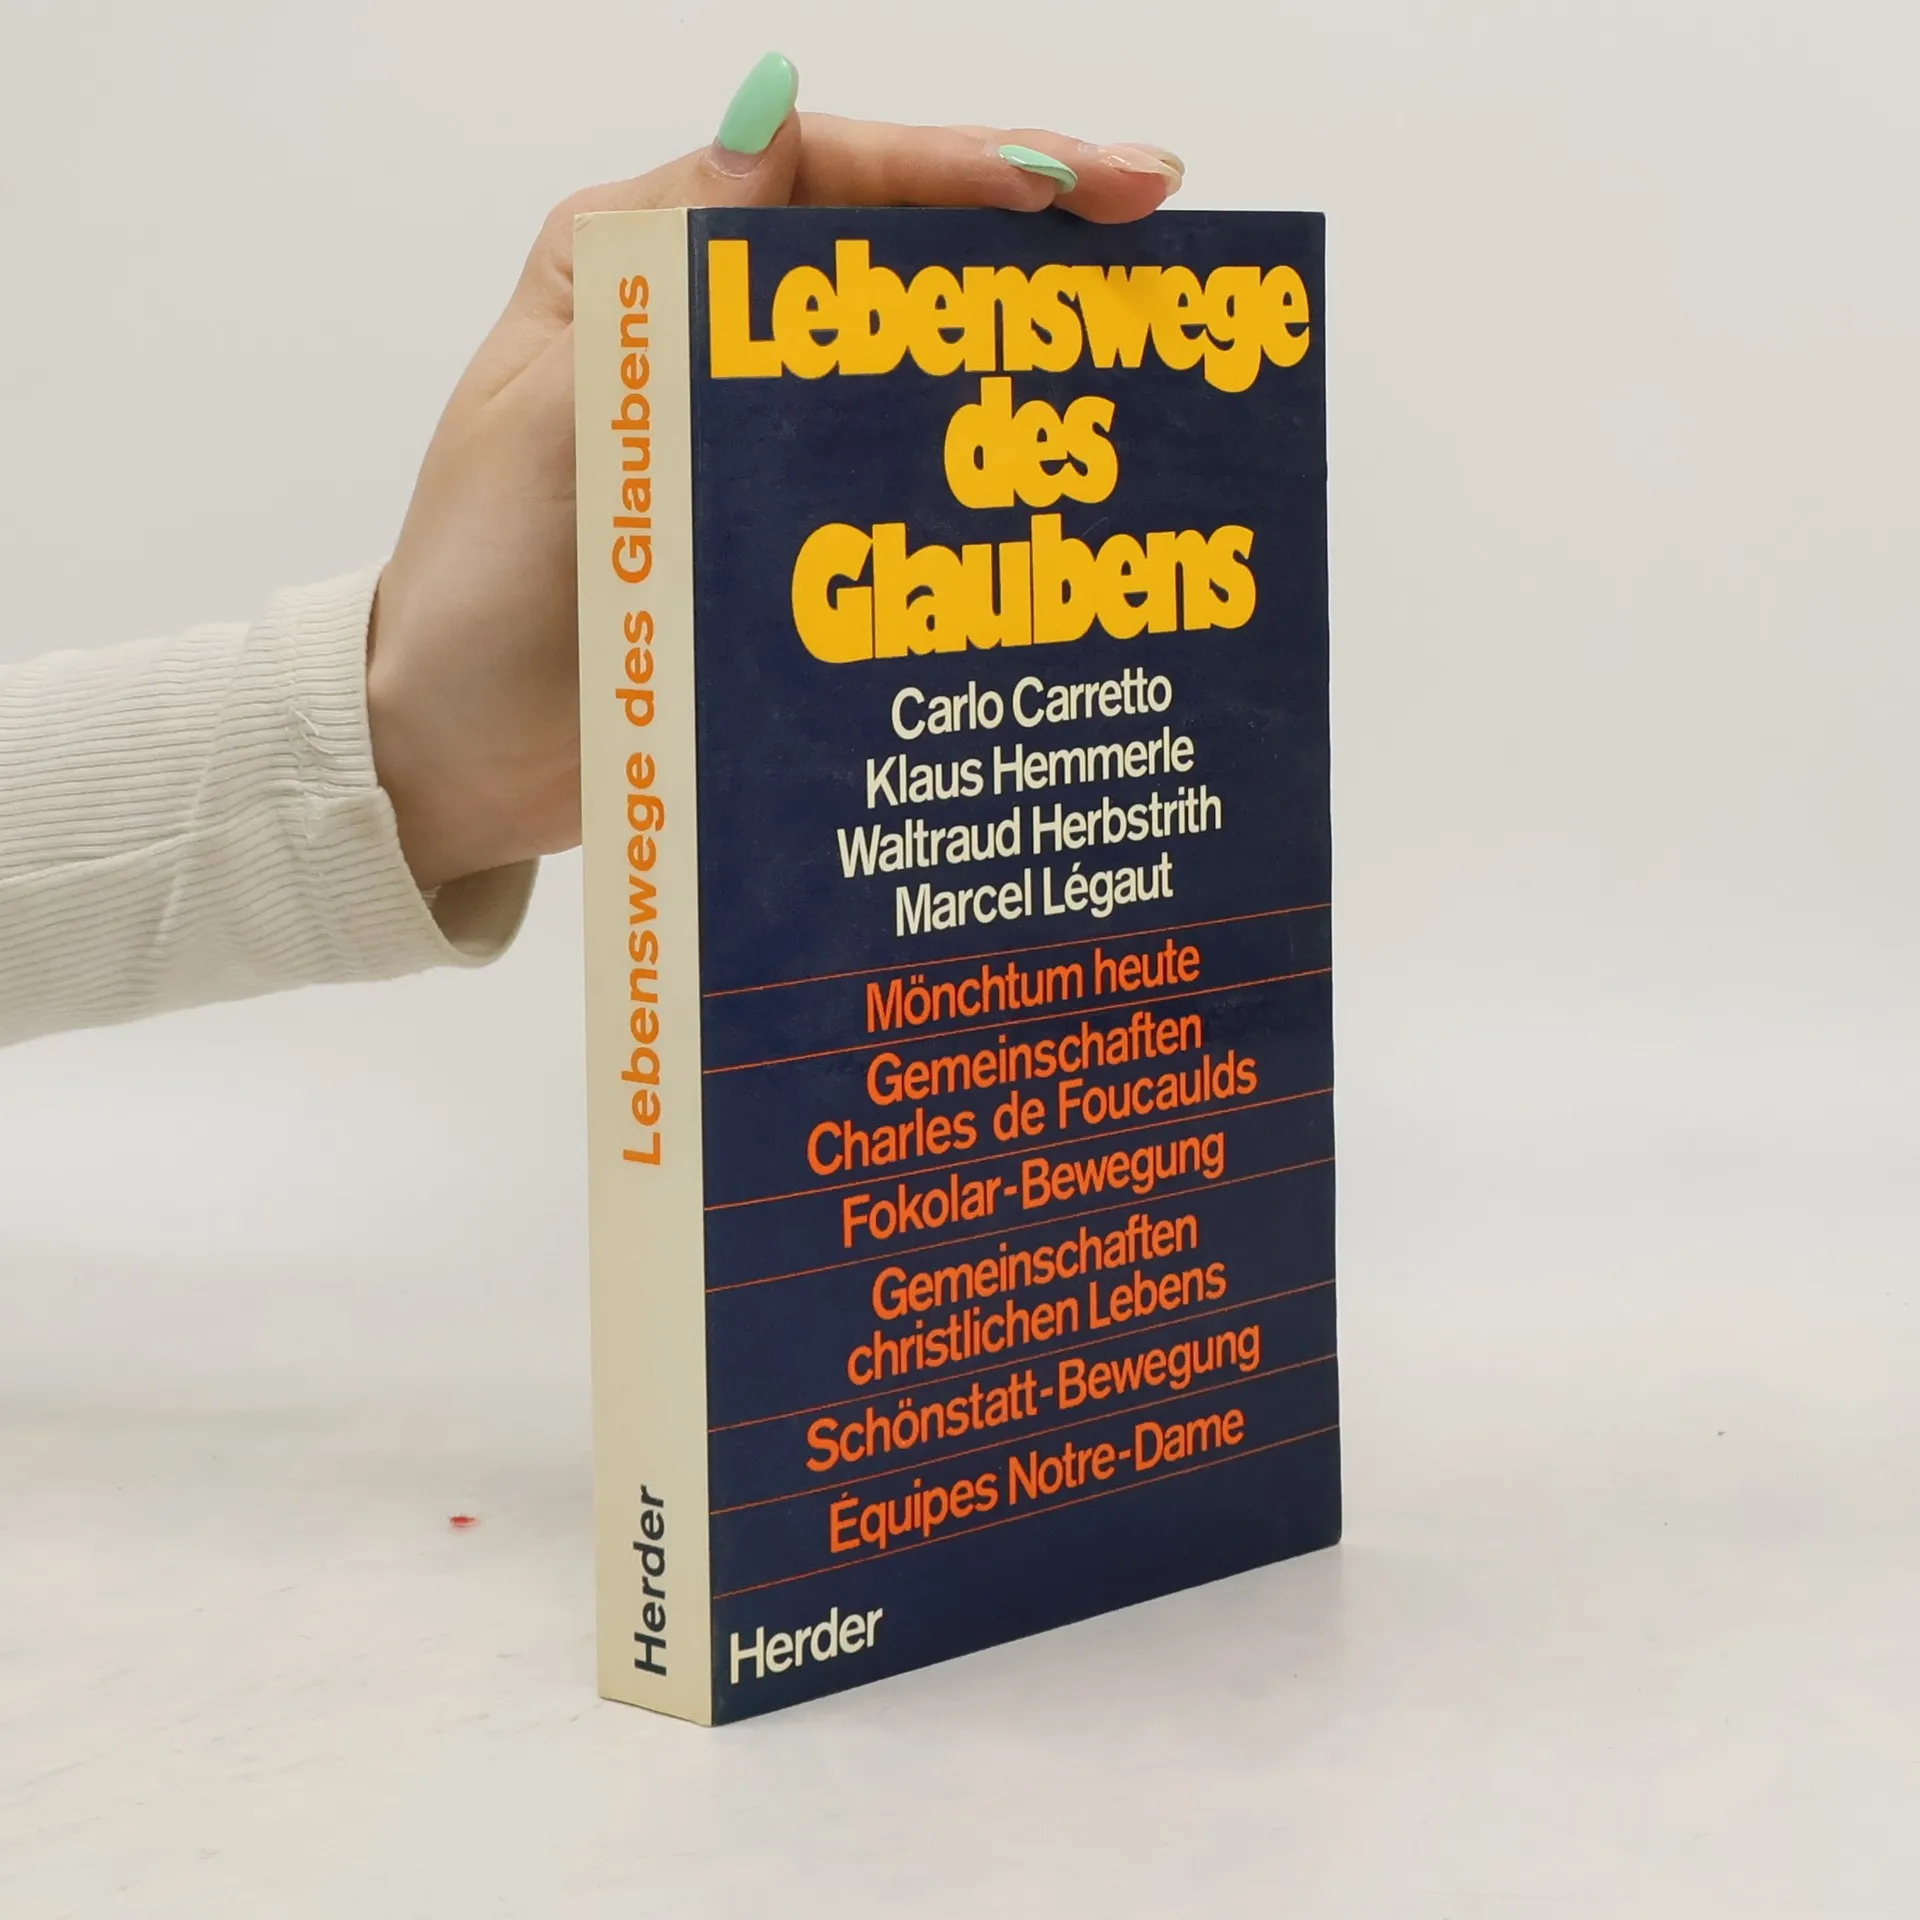 Lebenswege des Glaubens
Herder
Lebenswege
des
Glaubens
Carlo Carretto
Klaus Hemmerle
Waltraud Herbstrith
Marcel Légaut
Mönchtum heute
Gemeinschaften
Charles de Foucaulds
Fokolar-Bewegung
Gemeinschaften
christlichen Lebens
Schönstatt-Bewegung
Équipes Notre-Dame
Herder